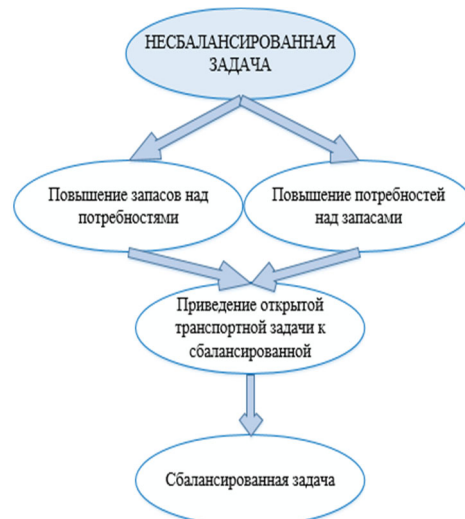 НЕСБАЛАНСИРОВАННАЯ
ЗАДАЧА
Повышение запасов над
потребностями
Повышение потребностей
над запасами
Приведение открытой
транспортной задачи к
сбалансированной
Сбалансированная задача